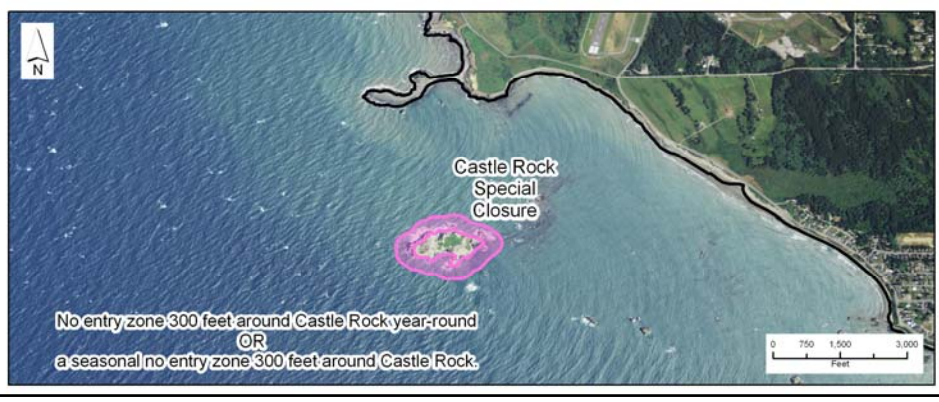 N
Castle Rock
Special
Closure
No entry zone 300 feet around Castle Rock year-round
OR
a seasonal no entry zone 300 feet around Castle Rock.
0 750 1,500 3,000
Feet